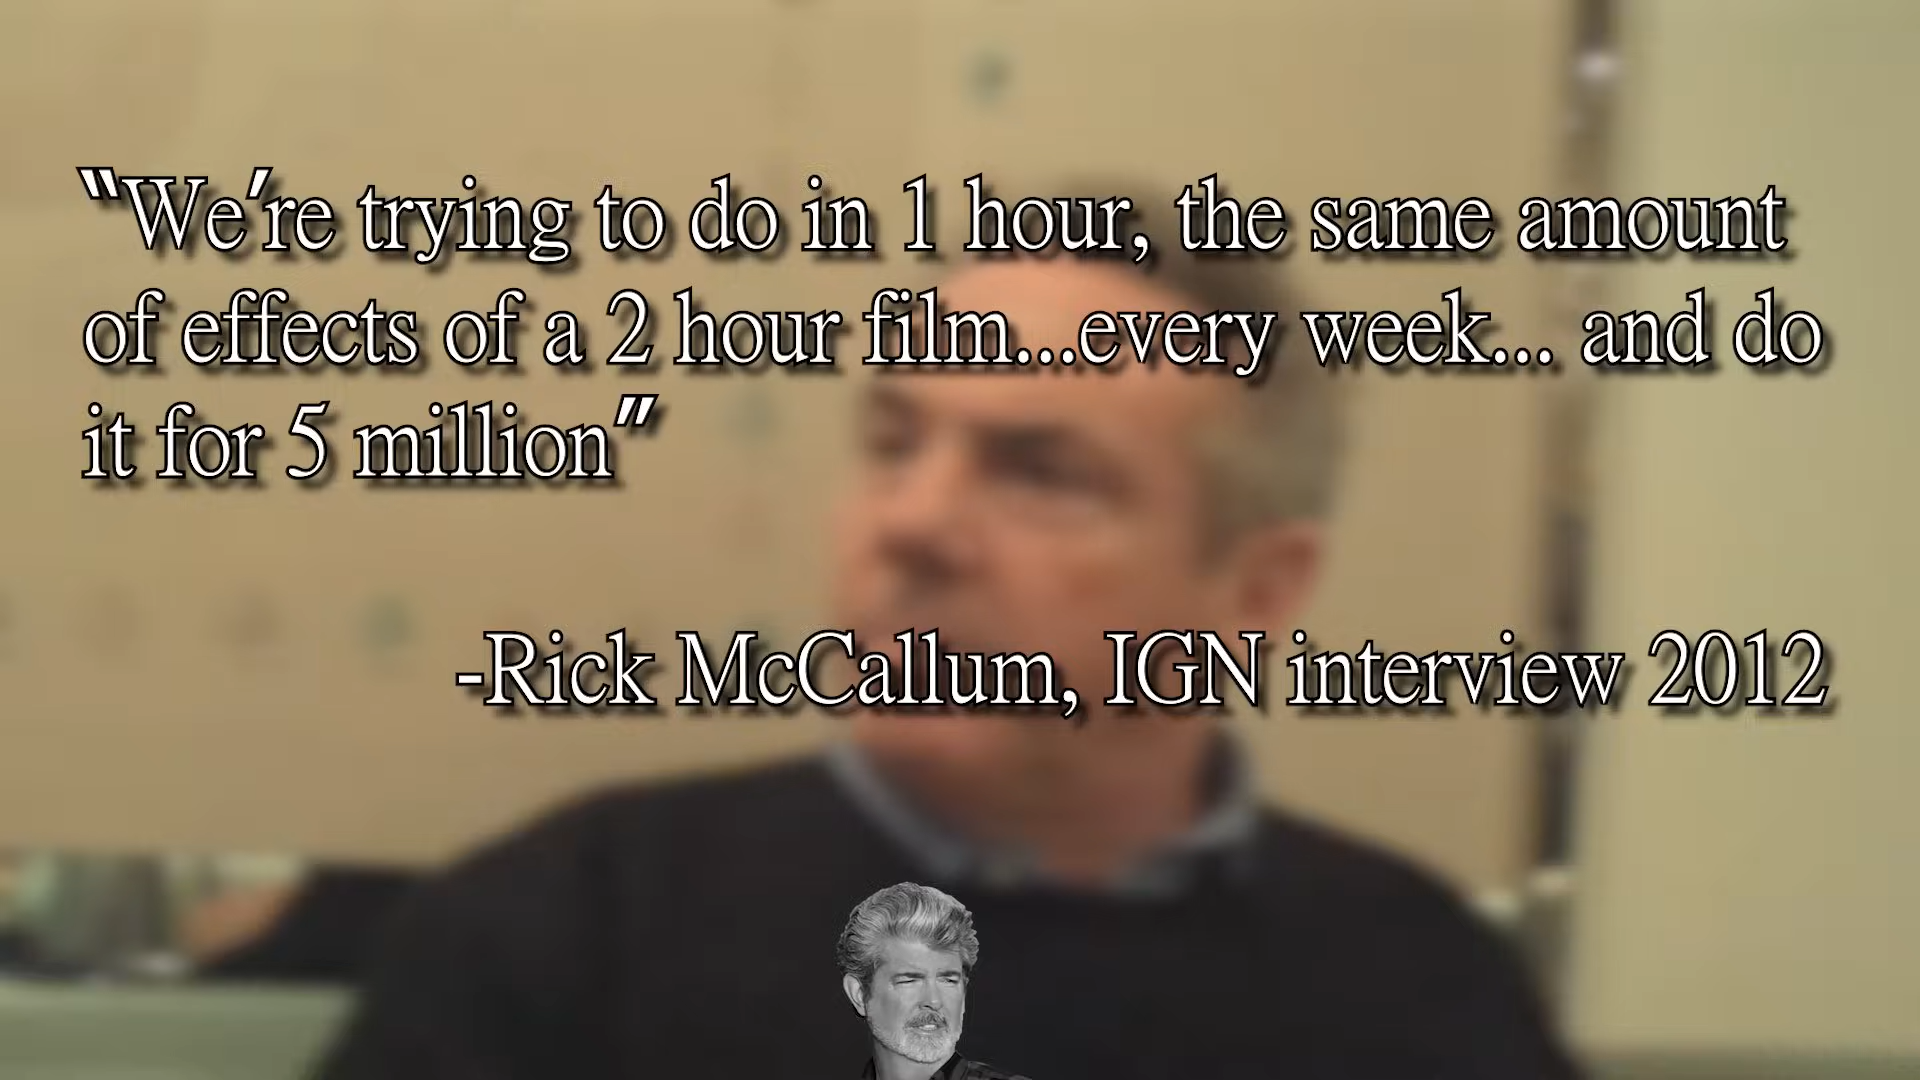 "We're trying to do in 1 hour, the same amount
of effects of a 2 hour film...every week... and do
it for 5 million"
-Rick McCallum, IGN interview 2012